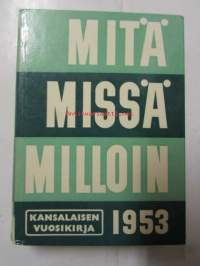 MITÄ
MISSÄ
MILLOIN
KANSALAISEN
VUOSIKIRJA
1953